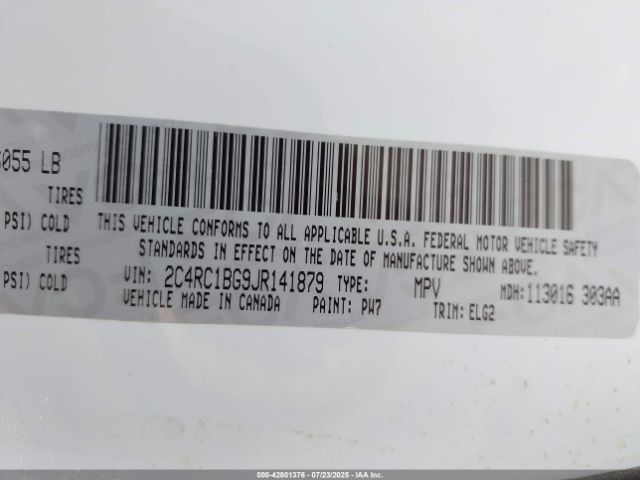 6055 LB
TIRES
PSI) COLD
TIRES
PSI) COLD
THIS VEHICLE CONFORMS TO ALL APPLICABLE U.S.A. FEDERAL MOTOR VEHICLE SAFETY
STANDARDS IN EFFECT ON THE DATE OF MANUFACTURE SHOWN ABOVE.
VIN: 2C4RC1BG9JR141879 TYPE: MPV MDH: 113016 303AA
VEHICLE MADE IN CANADA PAINT: PW7 TRIM: ELG2
000-42801376 - 07/23/2025 - IAA Inc.